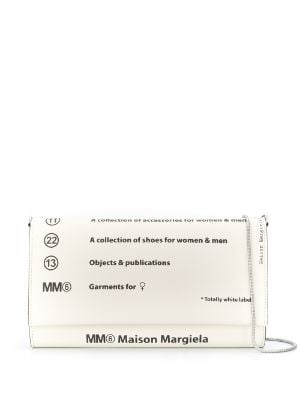 ⑪ A collection of accessories for women & men
㉒ A collection of shoes for women & men
⑬ Objects & publications
MM⑥ Garments for ♀
* Totally white label
MM⑥ Maison Margiela